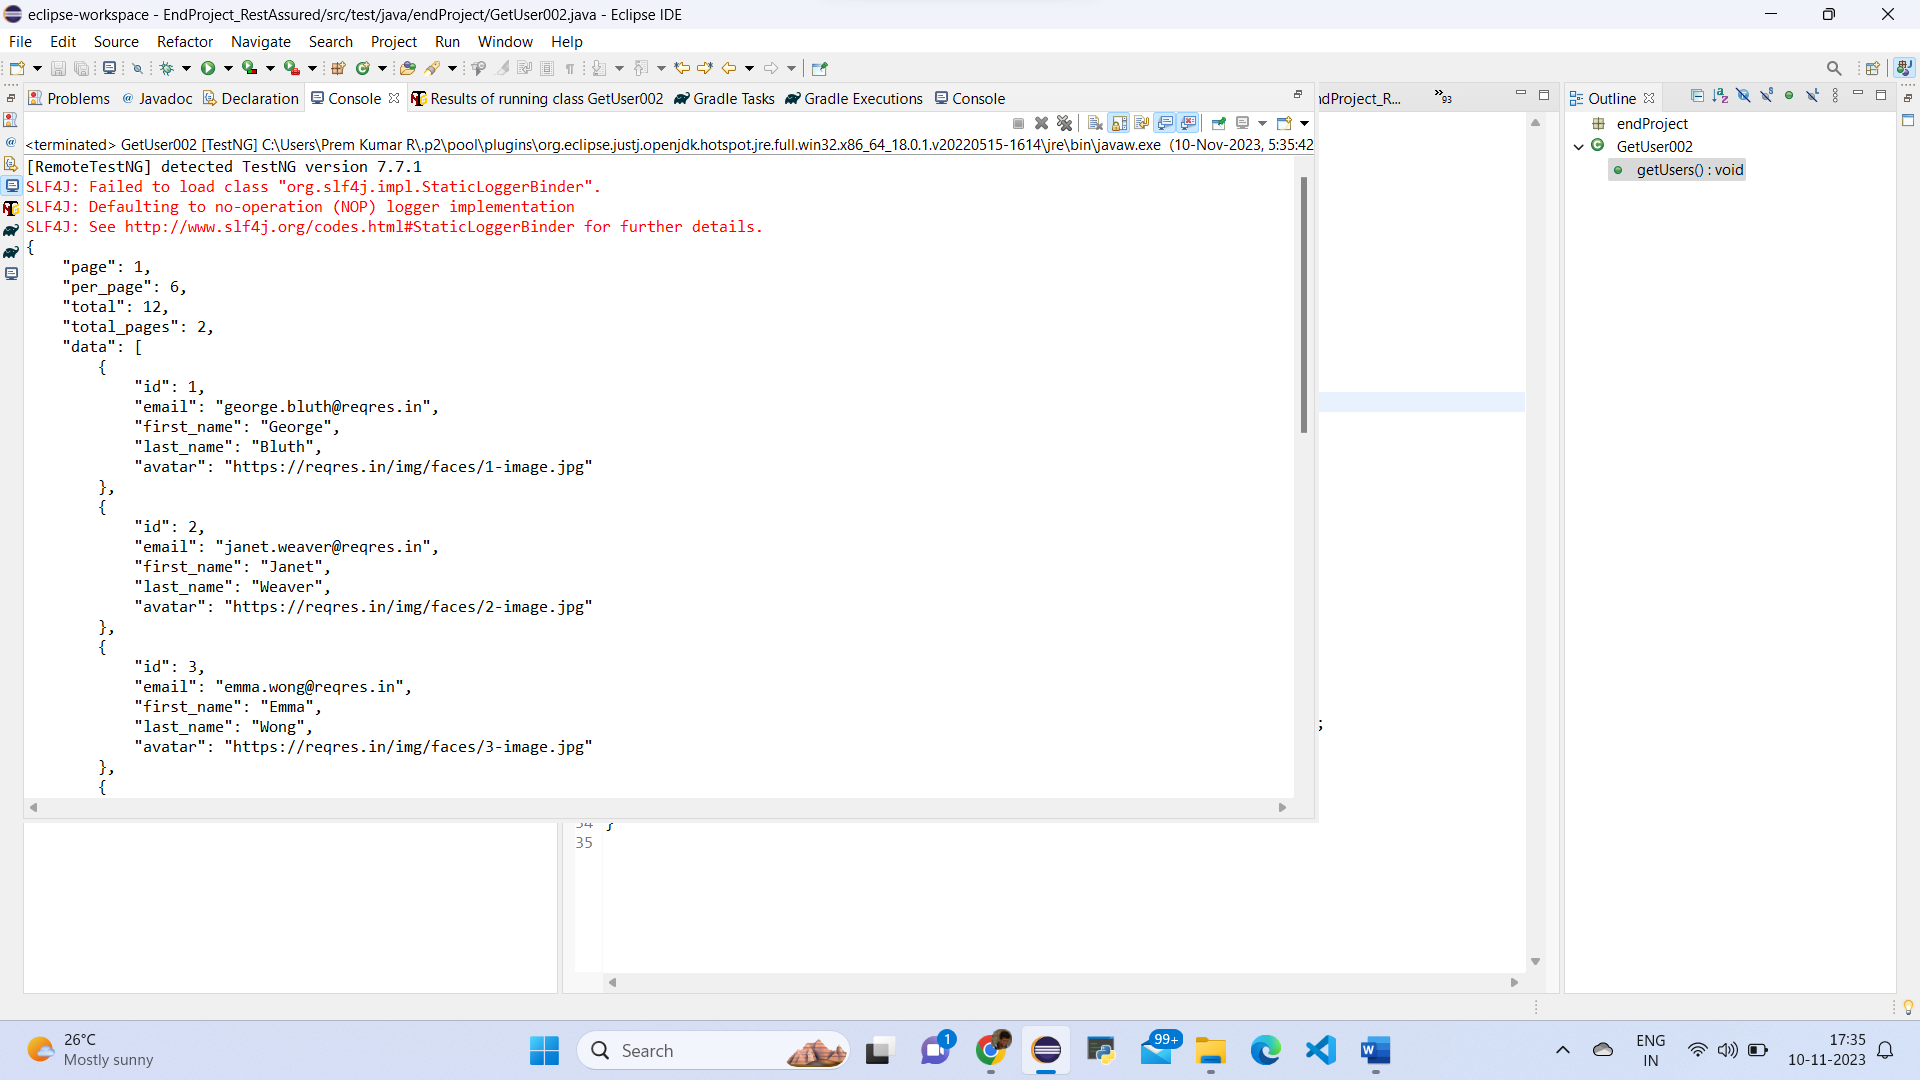 eclipse-workspace - EndProject_RestAssured/src/test/java/endProject/GetUser002.java - Eclipse IDE
File Edit Source Refactor Navigate Search Project Run Window Help
Problems @ Javadoc Declaration Console Results of running class GetUser002 Gradle Tasks Gradle Executions Console
ndProject_R... »93
Outline
<terminated> GetUser002 [TestNG] C:\Users\Prem Kumar R\.p2\pool\plugins\org.eclipse.justj.openjdk.hotspot.jre.full.win32.x86_64_18.0.1.v20220515-1614\jre\bin\javaw.exe (10-Nov-2023, 5:35:42
endProject
GetUser002
getUsers() : void
[RemoteTestNG] detected TestNG version 7.7.1
SLF4J: Failed to load class "org.slf4j.impl.StaticLoggerBinder".
SLF4J: Defaulting to no-operation (NOP) logger implementation
SLF4J: See http://www.slf4j.org/codes.html#StaticLoggerBinder for further details.
{
    "page": 1,
    "per_page": 6,
    "total": 12,
    "total_pages": 2,
    "data": [
        {
            "id": 1,
            "email": "george.bluth@reqres.in",
            "first_name": "George",
            "last_name": "Bluth",
            "avatar": "https://reqres.in/img/faces/1-image.jpg"
        },
        {
            "id": 2,
            "email": "janet.weaver@reqres.in",
            "first_name": "Janet",
            "last_name": "Weaver",
            "avatar": "https://reqres.in/img/faces/2-image.jpg"
        },
        {
            "id": 3,
            "email": "emma.wong@reqres.in",
            "first_name": "Emma",
            "last_name": "Wong",
            "avatar": "https://reqres.in/img/faces/3-image.jpg"
        },
        {
;
34 }
35
26°C
Mostly sunny
Search
1
99+
ENG
IN
17:35
10-11-2023